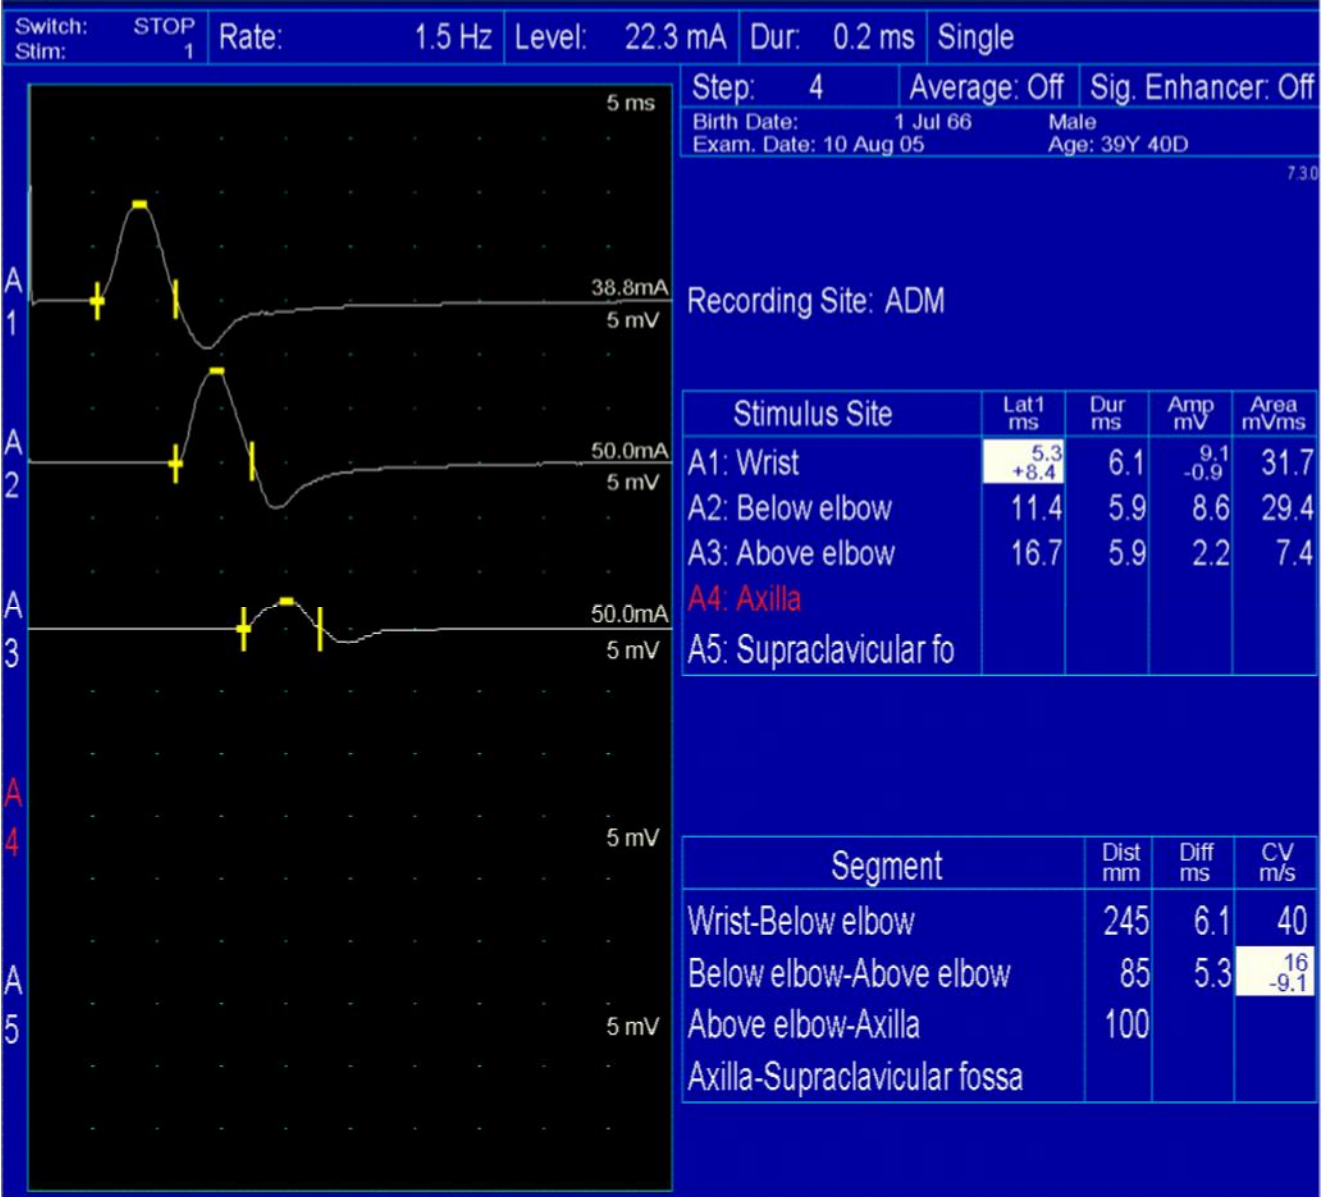 Switch: STOP
Stim: 1
Rate: 1.5 Hz
Level: 22.3 mA
Dur: 0.2 ms
Single
Step: 4
Average: Off
Sig. Enhancer: Off
Birth Date: 1 Jul 66 Male
Exam. Date: 10 Aug 05 Age: 39Y 40D
7.3.0
5 ms
A
1
38.8mA
5 mV
A
2
50.0mA
5 mV
A
3
50.0mA
5 mV
A
4
5 mV
A
5
5 mV
Recording Site: ADM
Stimulus Site Lat1 ms Dur ms Amp mV Area mVms
A1: Wrist 5.3 +8.4 6.1 9.1 -0.9 31.7
A2: Below elbow 11.4 5.9 8.6 29.4
A3: Above elbow 16.7 5.9 2.2 7.4
A4: Axilla
A5: Supraclavicular fo
Segment Dist mm Diff ms CV m/s
Wrist-Below elbow 245 6.1 40
Below elbow-Above elbow 85 5.3 16 -9.1
Above elbow-Axilla 100
Axilla-Supraclavicular fossa